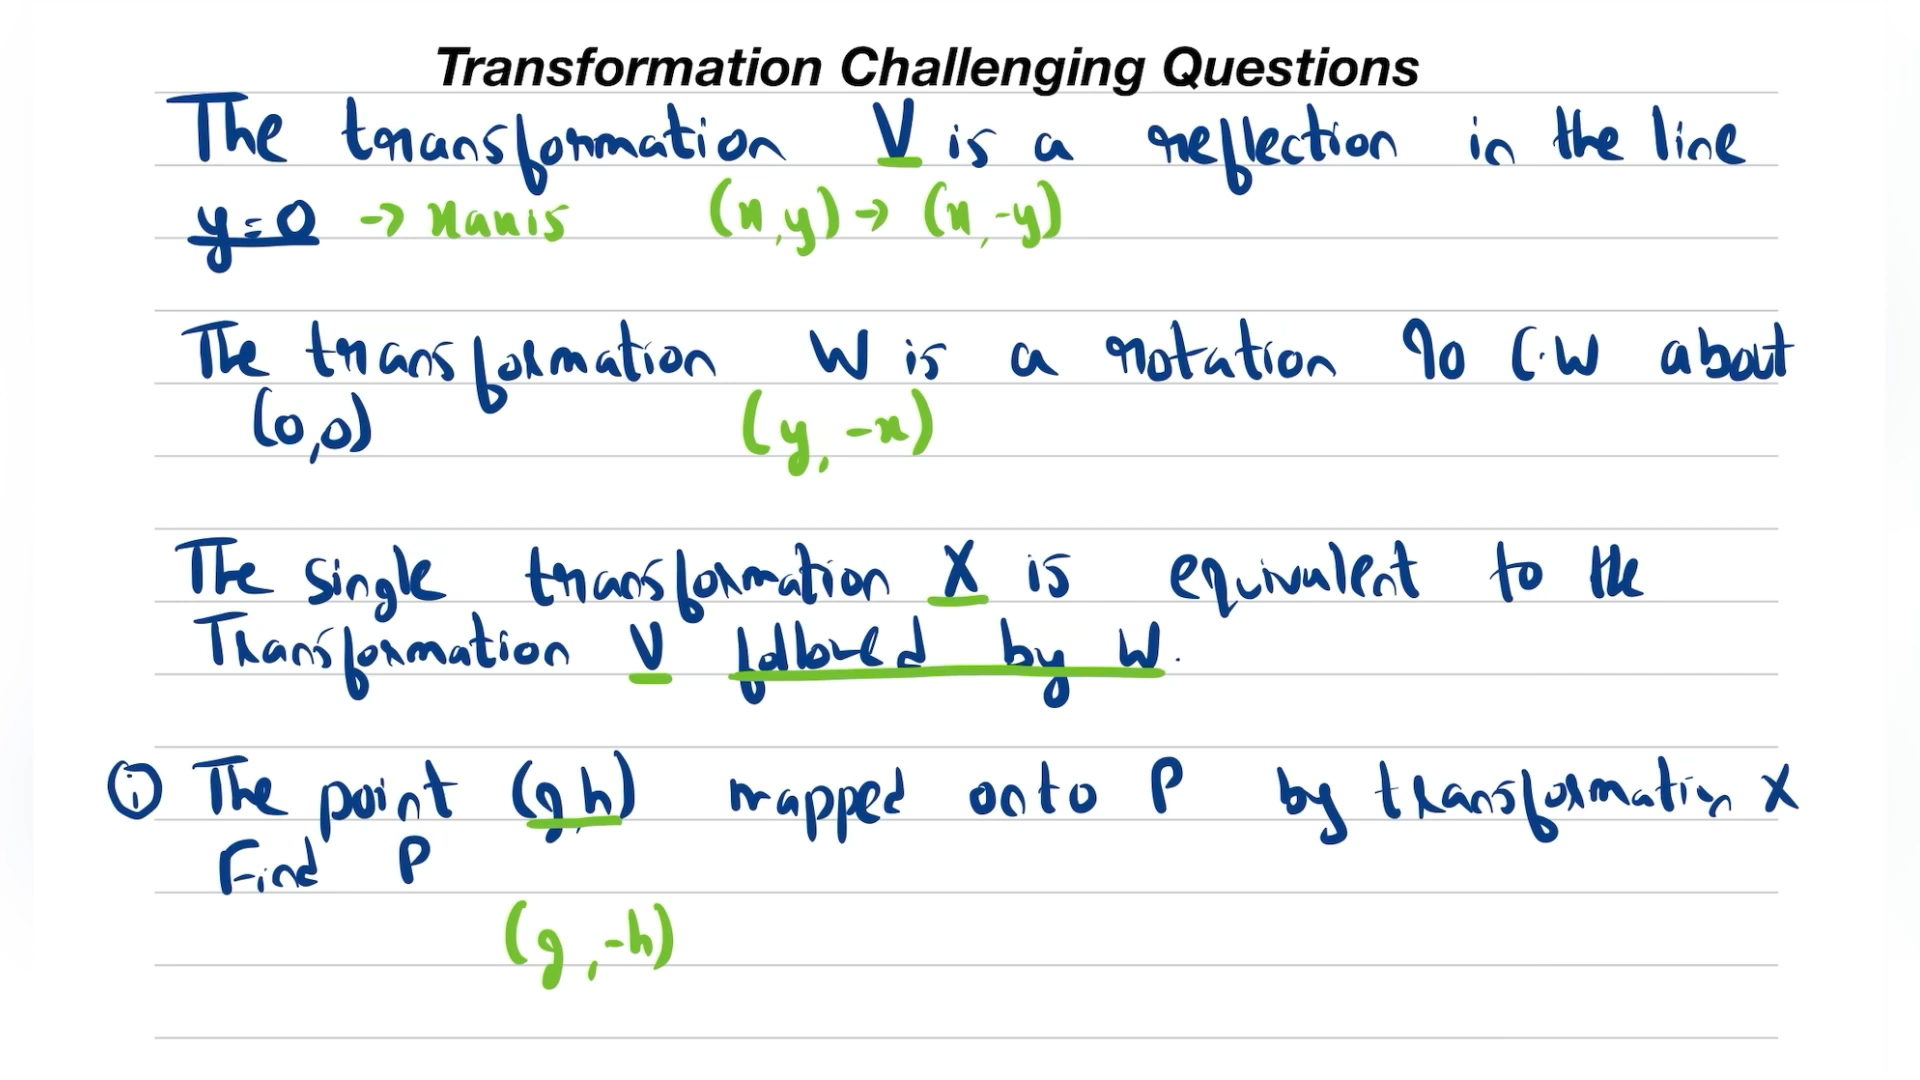 Transformation Challenging Questions
The transformation V is a reflection in the line
y=0 → x axis (x,y) → (x,-y)
The transformation W is a rotation 90 C.W about
(0,0) (y,-x)
The single transformation X is equivalent to the
Transformation V followed by W.
(i) The point (g,h) mapped onto P by transformation X
Find P
(g,-h)